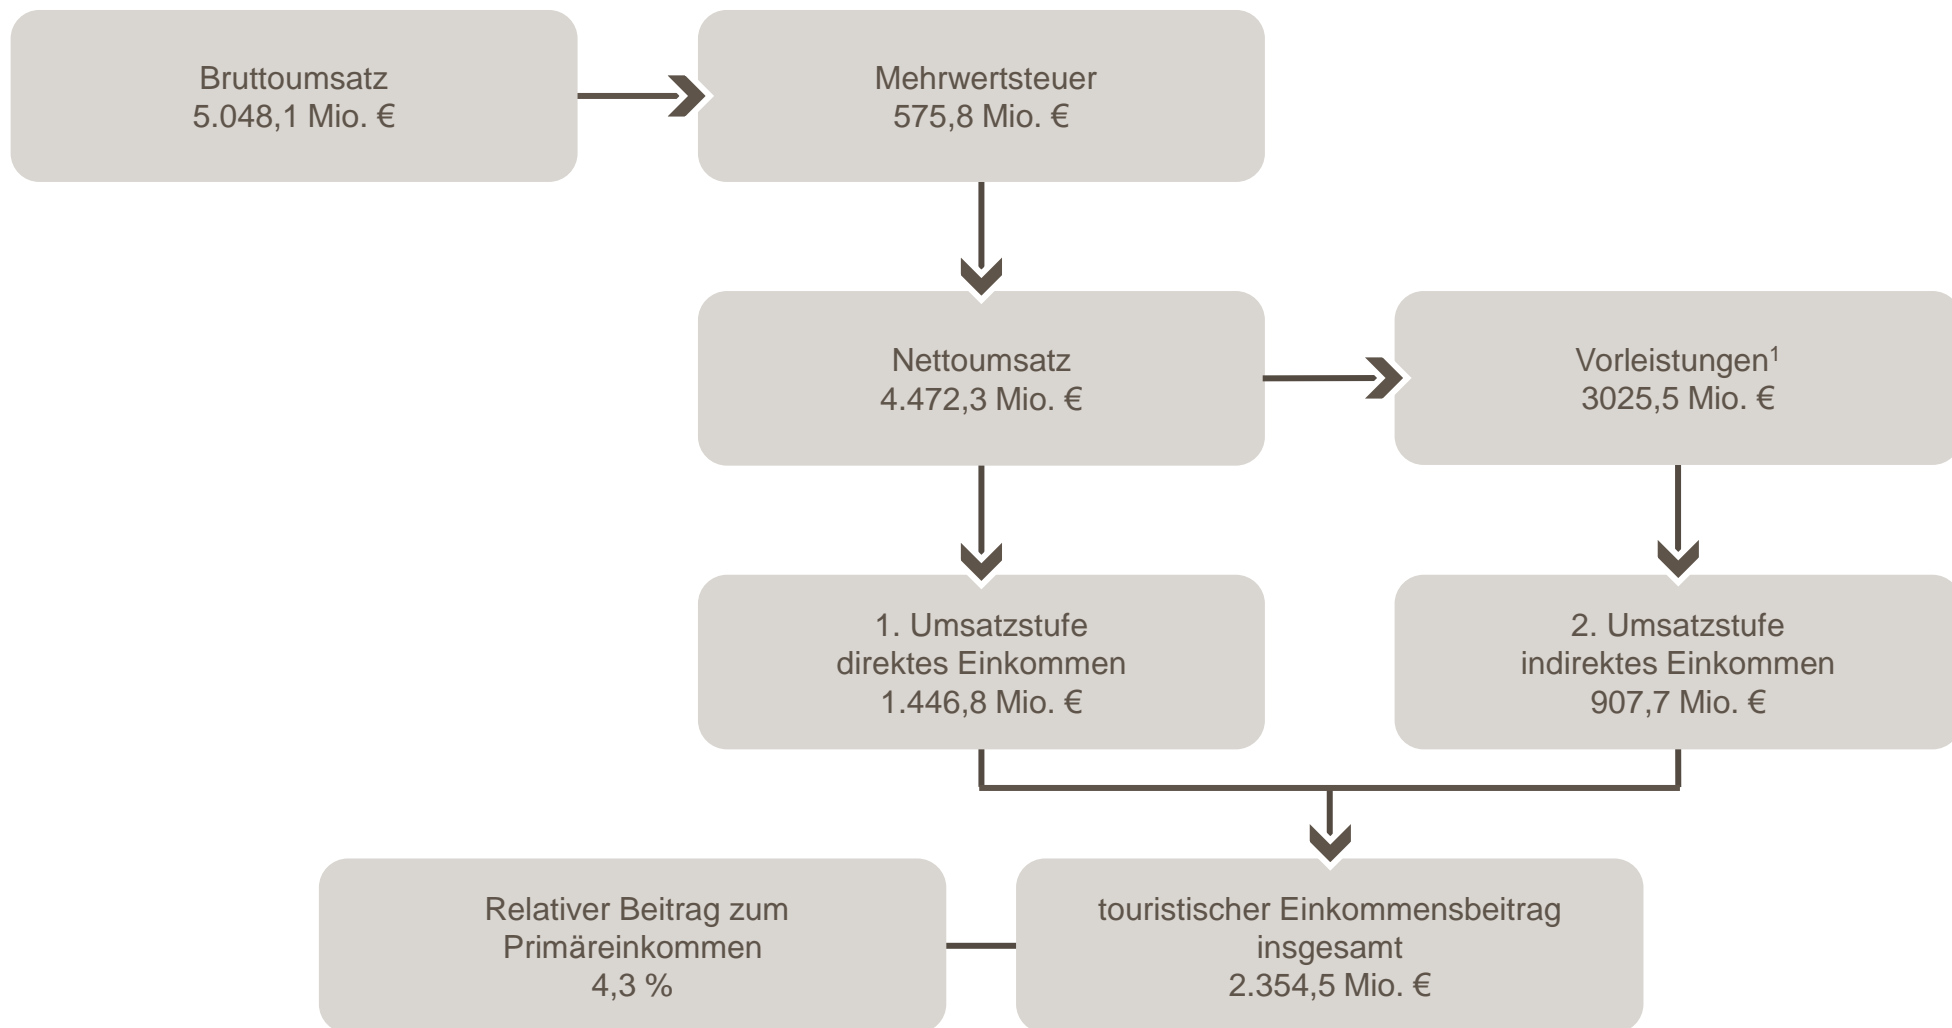 Bruttoumsatz
5.048,1 Mio. €
Mehrwertsteuer
575,8 Mio. €
Nettoumsatz
4.472,3 Mio. €
Vorleistungen¹
3025,5 Mio. €
1. Umsatzstufe
direktes Einkommen
1.446,8 Mio. €
2. Umsatzstufe
indirektes Einkommen
907,7 Mio. €
Relativer Beitrag zum
Primäreinkommen
4,3 %
touristischer Einkommensbeitrag
insgesamt
2.354,5 Mio. €